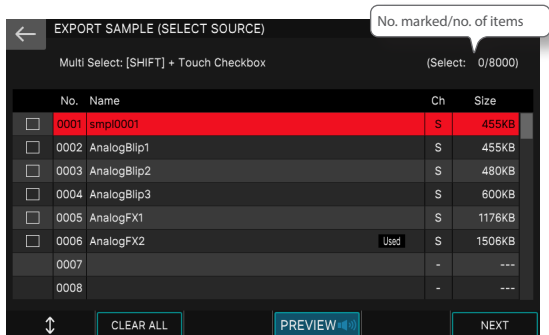 No. marked/no. of items
EXPORT SAMPLE (SELECT SOURCE)
Multi Select: [SHIFT] + Touch Checkbox (Select: 0/8000)
No. Name Ch Size
0001 smpl0001 S 455KB
0002 AnalogBlip1 S 455KB
0003 AnalogBlip2 S 480KB
0004 AnalogBlip3 S 600KB
0005 AnalogFX1 S 1176KB
0006 AnalogFX2 Used S 1506KB
0007 - ---
0008 - ---
CLEAR ALL PREVIEW NEXT